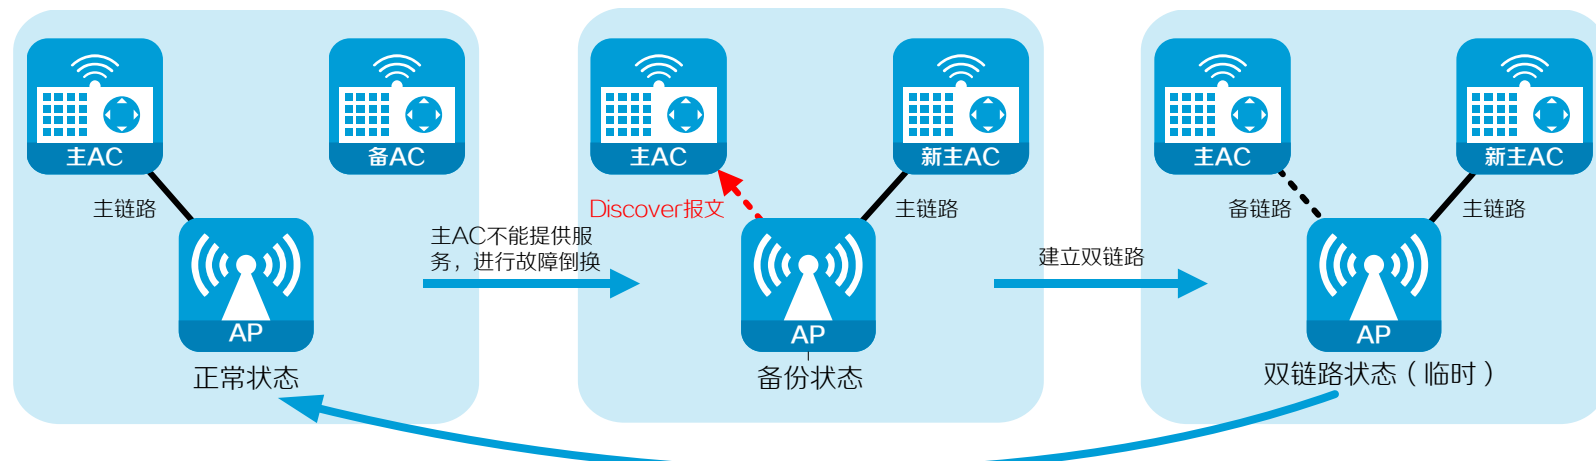 主AC
备AC
主链路
AP
正常状态
主AC不能提供服
务，进行故障倒换
主AC
新主AC
Discover报文
主链路
AP
备份状态
建立双链路
主AC
新主AC
备链路
主链路
AP
双链路状态（临时）